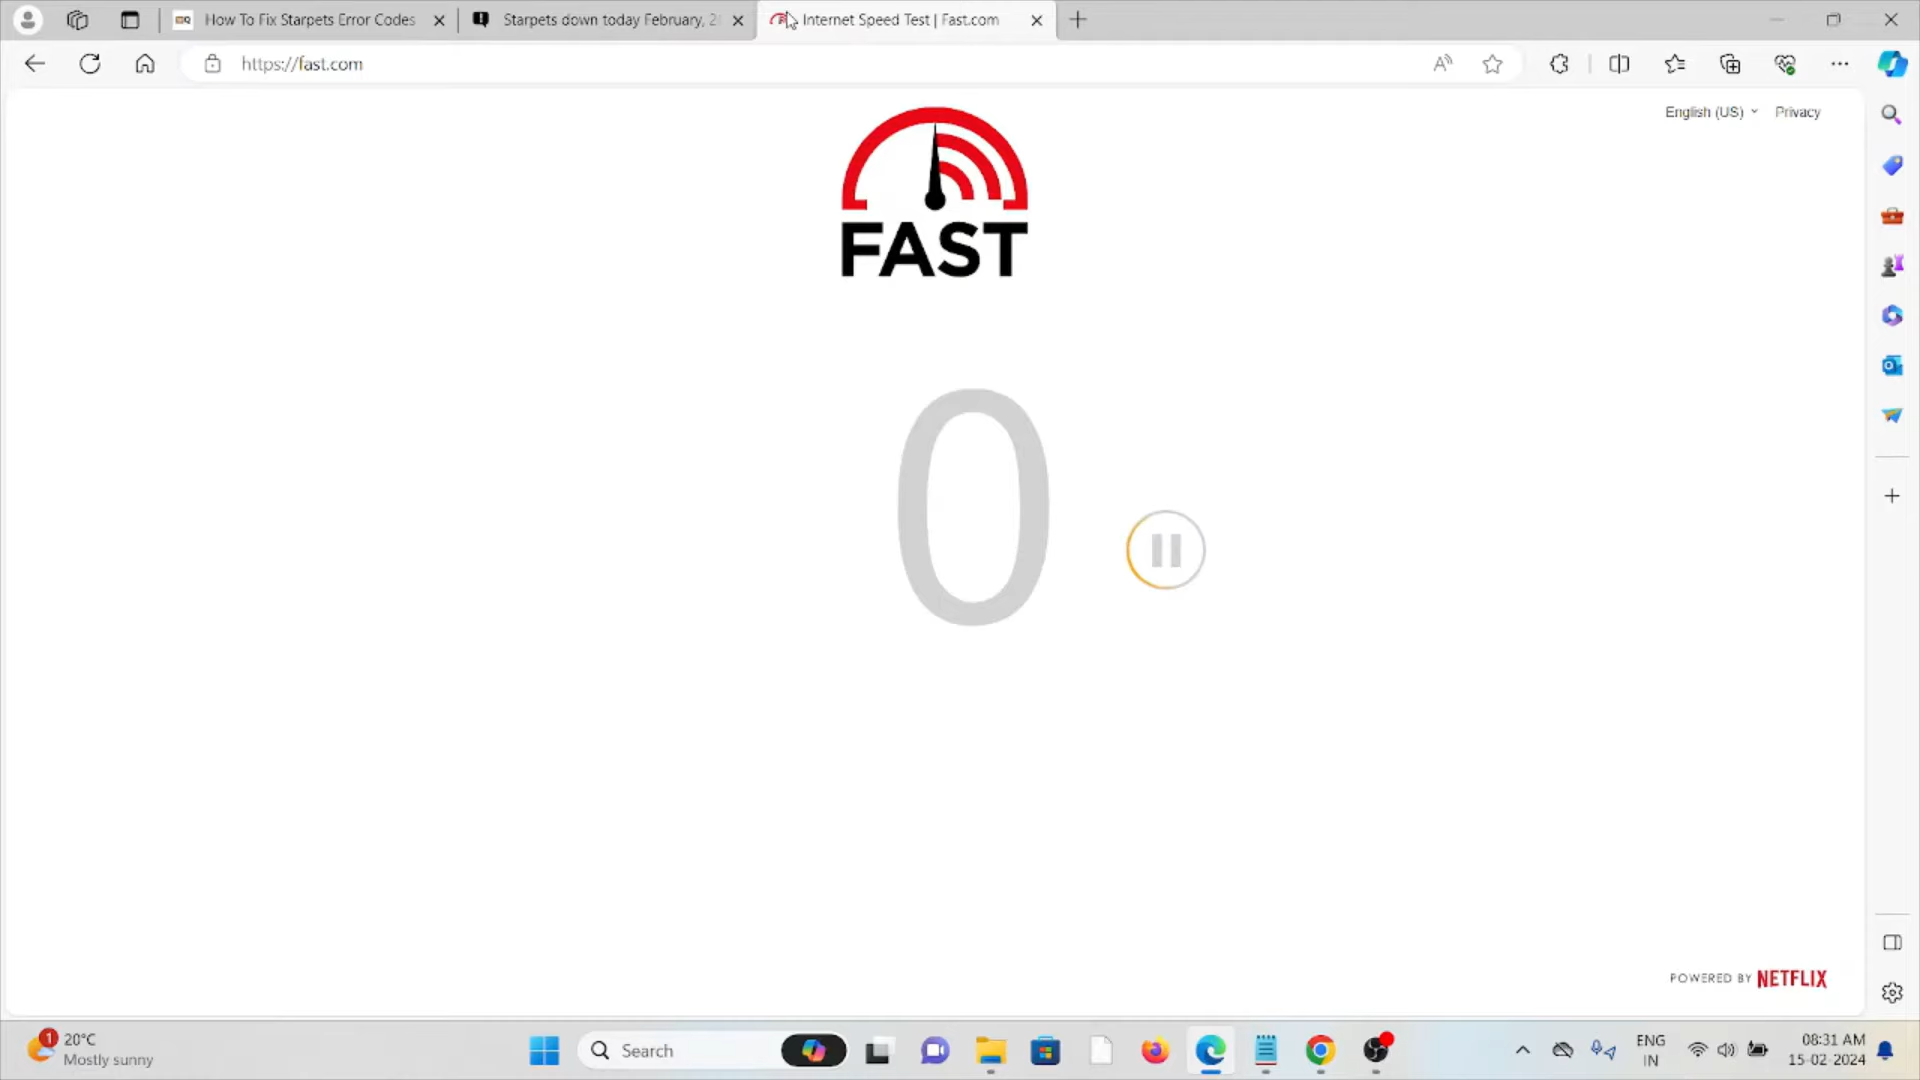 How To Fix Starpets Error Codes
Starpets down today February, 2
Internet Speed Test | Fast.com
https://fast.com
English (US)
Privacy
FAST
0
POWERED BY NETFLIX
1
20°C
Mostly sunny
Search
ENG
IN
08:31 AM
15-02-2024